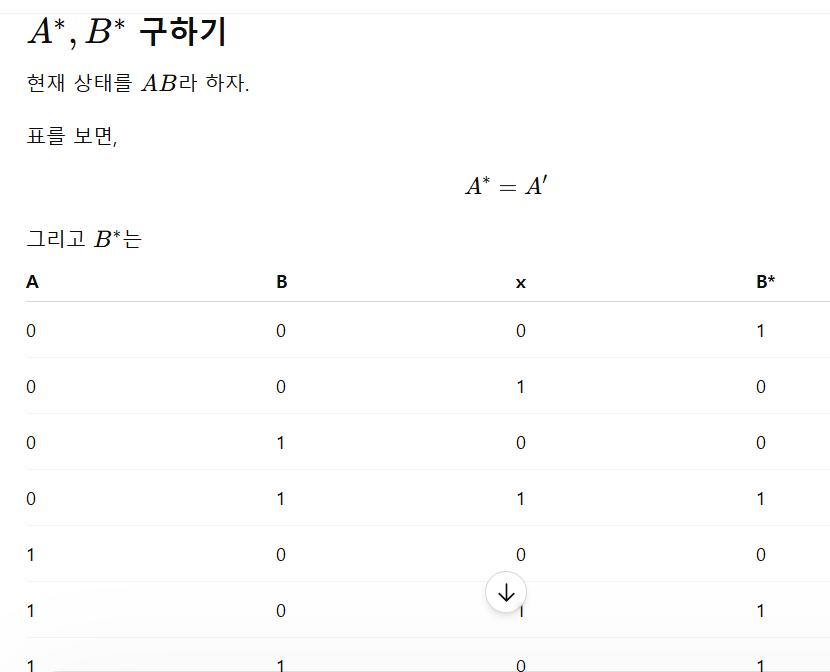 A*, B* 구하기
현재 상태를 AB라 하자.
표를 보면,
A* = A′
그리고 B*는
A B x B*
0 0 0 1
0 0 1 0
0 1 0 0
0 1 1 1
1 0 0 0
1 0 1 1
1 1 0 1